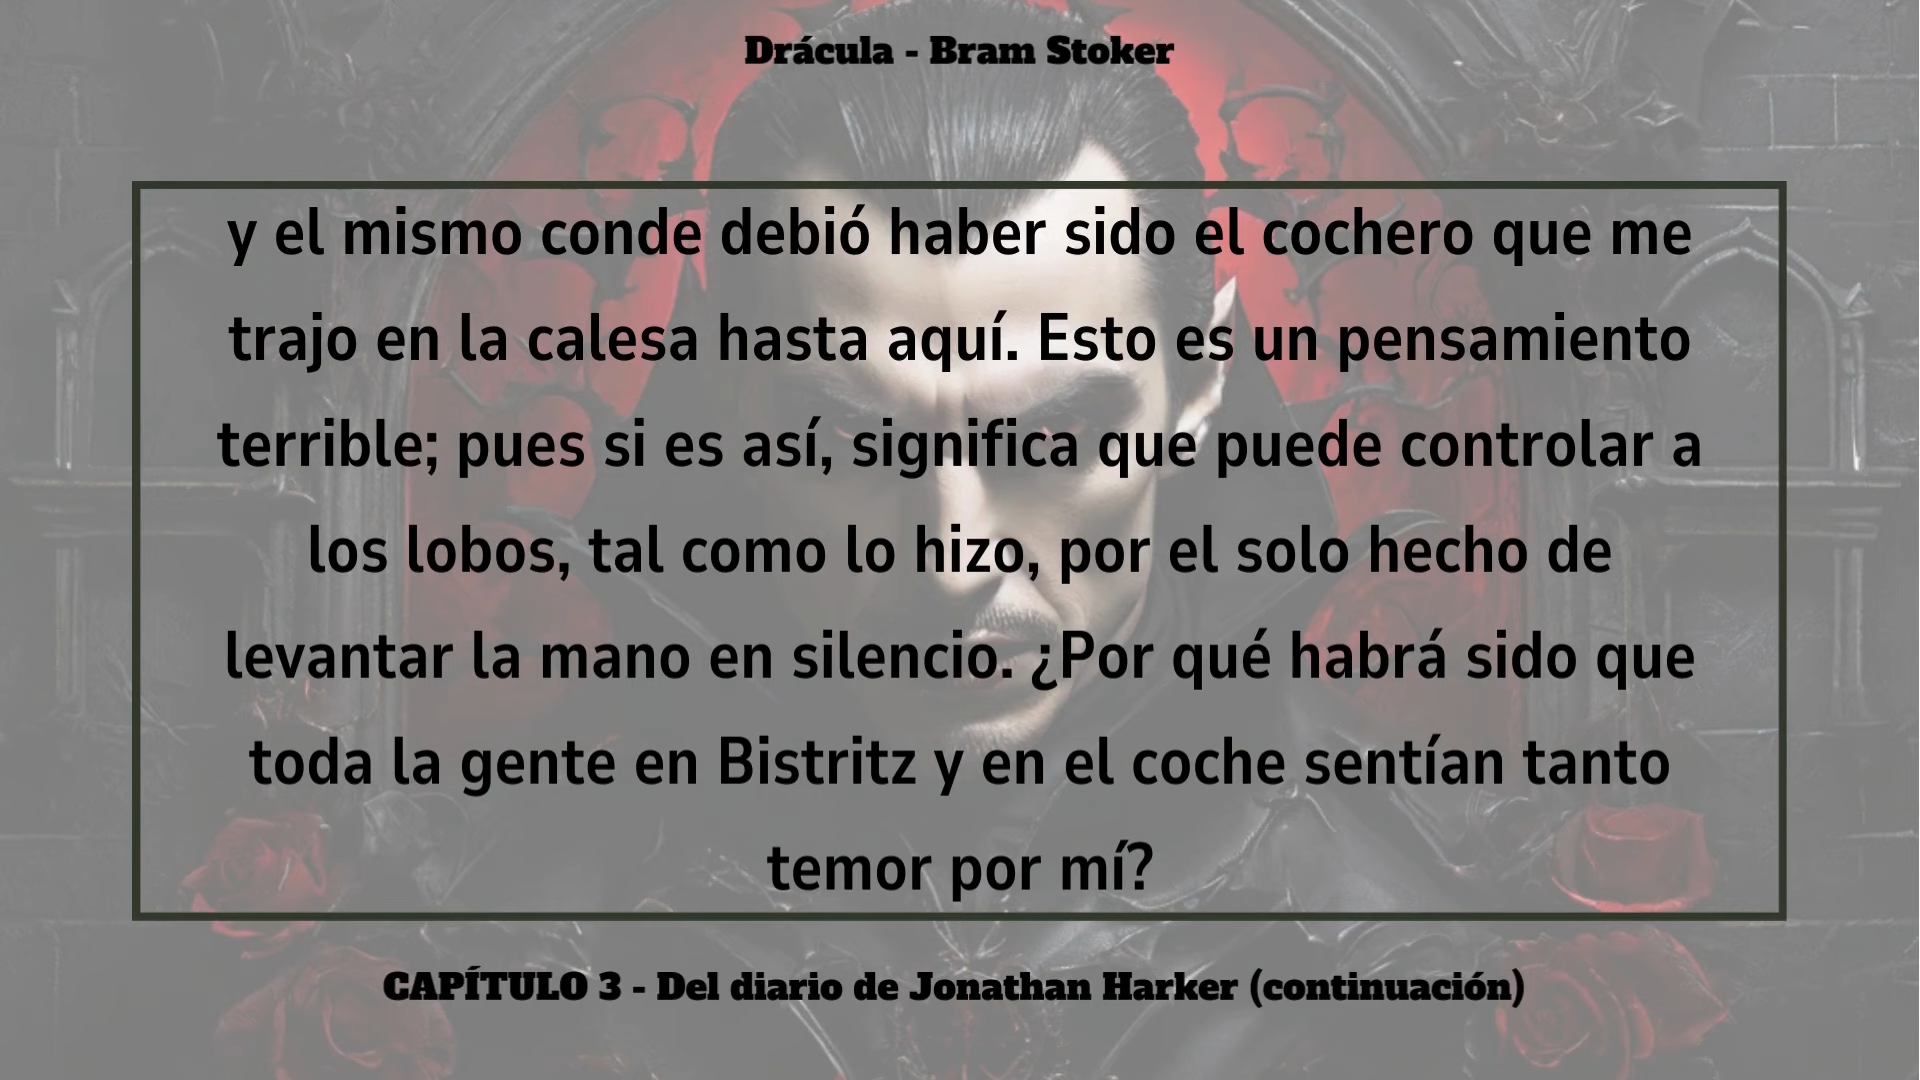 Drácula - Bram Stoker
y el mismo conde debió haber sido el cochero que me
trajo en la calesa hasta aquí. Esto es un pensamiento
terrible; pues si es así, significa que puede controlar a
los lobos, tal como lo hizo, por el solo hecho de
levantar la mano en silencio. ¿Por qué habrá sido que
toda la gente en Bistritz y en el coche sentían tanto
temor por mí?
CAPÍTULO 3 - Del diario de Jonathan Harker (continuación)